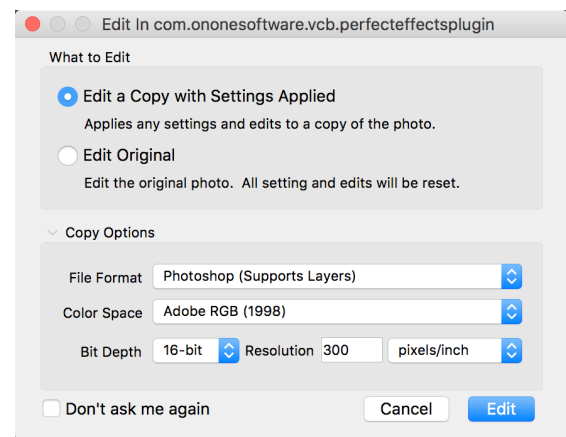 Edit In com.ononesoftware.vcb.perfecteffectsplugin
What to Edit
Edit a Copy with Settings Applied
Applies any settings and edits to a copy of the photo.
Edit Original
Edit the original photo.  All setting and edits will be reset.
Copy Options
File Format Photoshop (Supports Layers)
Color Space Adobe RGB (1998)
Bit Depth 16-bit Resolution 300 pixels/inch
Don't ask me again Cancel Edit